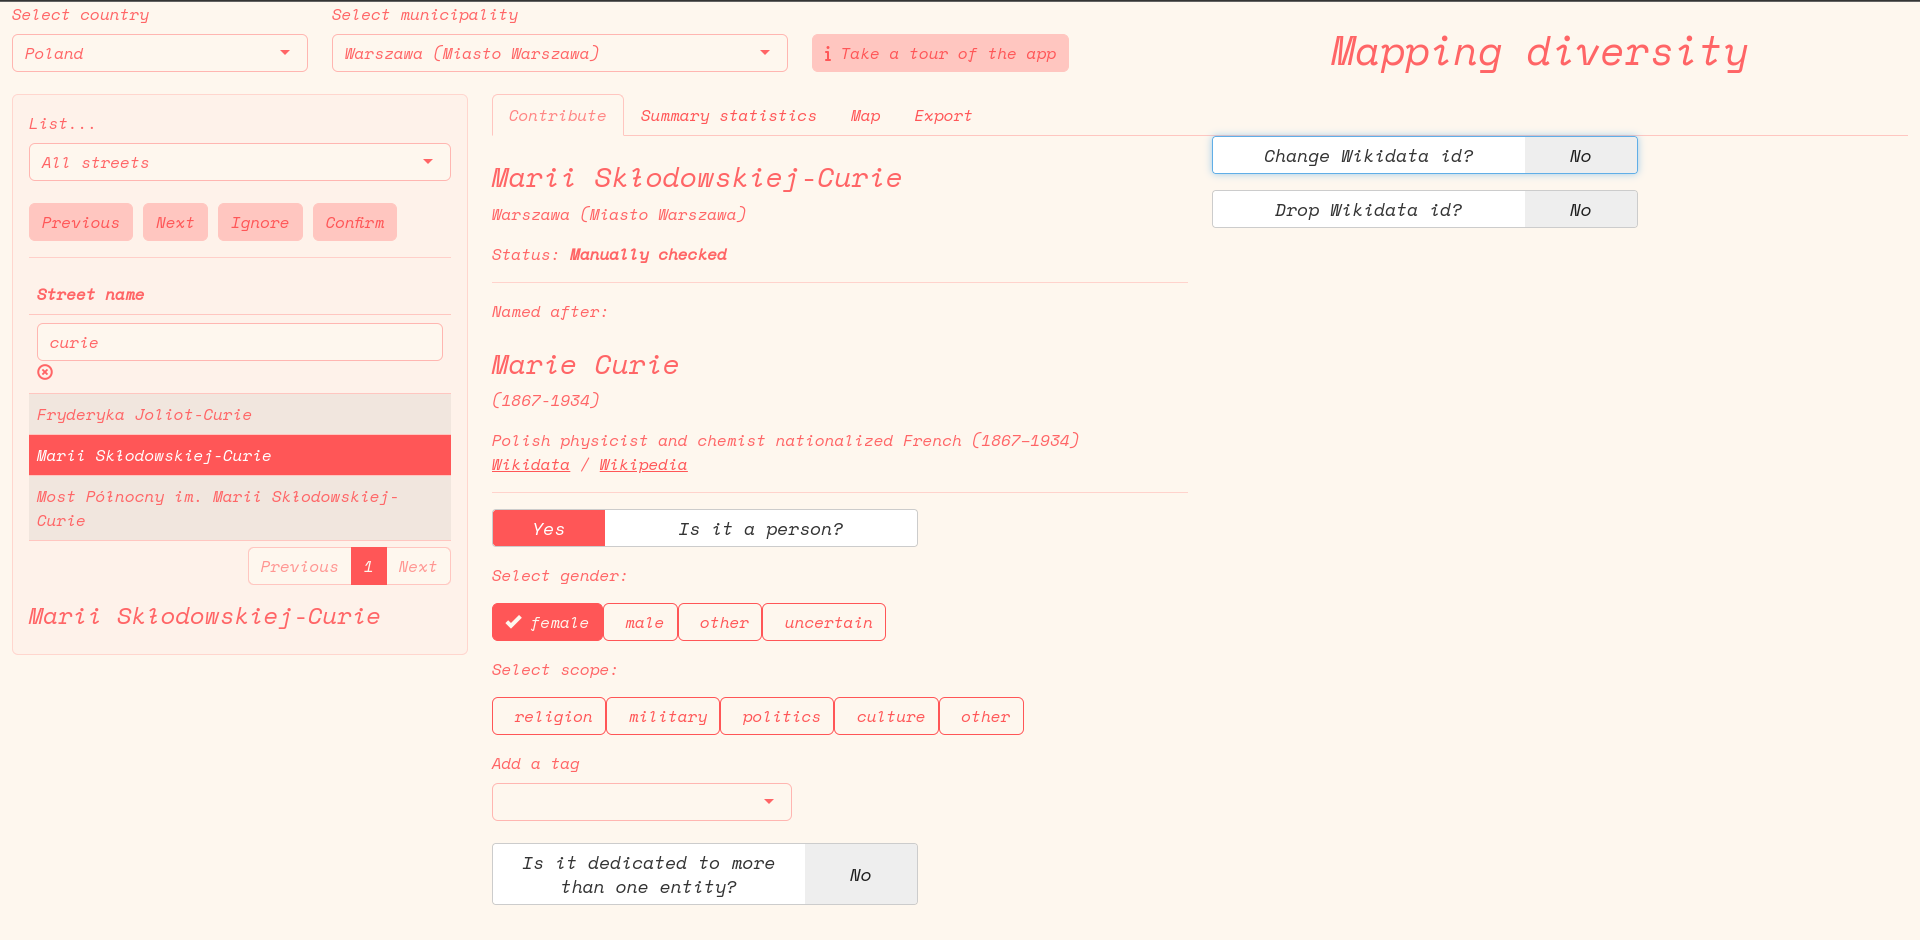 Select country
Select municipality
Poland
Warszawa (Miasto Warszawa)
i Take a tour of the app
Mapping diversity
List...
All streets
Previous
Next
Ignore
Confirm
Street name
curie
Fryderyka Joliot-Curie
Marii Skłodowskiej-Curie
Most Północny im. Marii Skłodowskiej-
Curie
Previous
1
Next
Marii Skłodowskiej-Curie
Contribute
Summary statistics
Map
Export
Marii Skłodowskiej-Curie
Warszawa (Miasto Warszawa)
Status: Manually checked
Named after:
Marie Curie
(1867-1934)
Polish physicist and chemist nationalized French (1867–1934)
Wikidata / Wikipedia
Yes
Is it a person?
Select gender:
female
male
other
uncertain
Select scope:
religion
military
politics
culture
other
Add a tag
Is it dedicated to more
than one entity?
No
Change Wikidata id?
No
Drop Wikidata id?
No